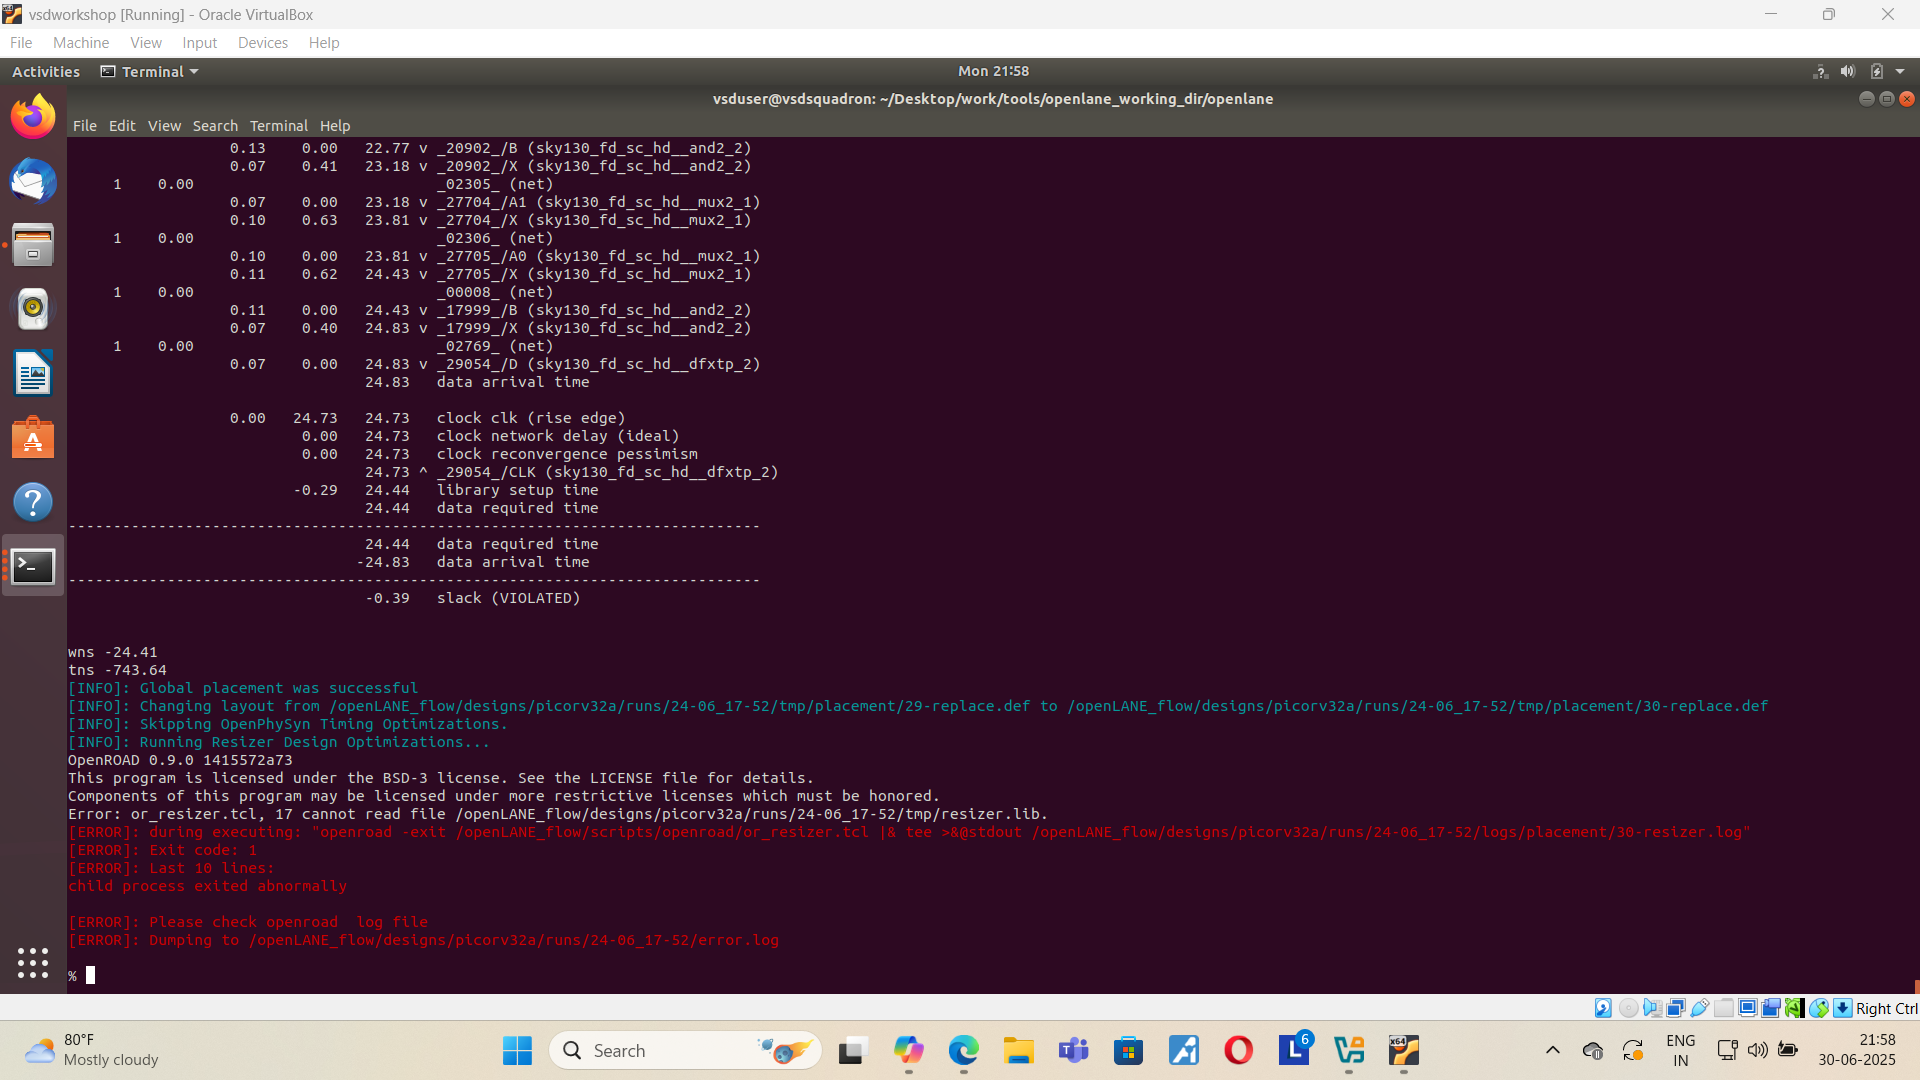 vsdworkshop [Running] - Oracle VirtualBox
File Machine View Input Devices Help
Activities Terminal Mon 21:58
vsduser@vsdsquadron: ~/Desktop/work/tools/openlane_working_dir/openlane
File Edit View Search Terminal Help
0.13 0.00 22.77 v _20902_/B (sky130_fd_sc_hd__and2_2)
0.07 0.41 23.18 v _20902_/X (sky130_fd_sc_hd__and2_2)
1 0.00 _02305_ (net)
0.07 0.00 23.18 v _27704_/A1 (sky130_fd_sc_hd__mux2_1)
0.10 0.63 23.81 v _27704_/X (sky130_fd_sc_hd__mux2_1)
1 0.00 _02306_ (net)
0.10 0.00 23.81 v _27705_/A0 (sky130_fd_sc_hd__mux2_1)
0.11 0.62 24.43 v _27705_/X (sky130_fd_sc_hd__mux2_1)
1 0.00 _00008_ (net)
0.11 0.00 24.43 v _17999_/B (sky130_fd_sc_hd__and2_2)
0.07 0.40 24.83 v _17999_/X (sky130_fd_sc_hd__and2_2)
1 0.00 _02769_ (net)
0.07 0.00 24.83 v _29054_/D (sky130_fd_sc_hd__dfxtp_2)
24.83 data arrival time
0.00 24.73 24.73 clock clk (rise edge)
0.00 24.73 clock network delay (ideal)
0.00 24.73 clock reconvergence pessimism
24.73 ^ _29054_/CLK (sky130_fd_sc_hd__dfxtp_2)
-0.29 24.44 library setup time
24.44 data required time
-----------------------------------------------------------------------------
24.44 data required time
-24.83 data arrival time
-----------------------------------------------------------------------------
-0.39 slack (VIOLATED)
wns -24.41
tns -743.64
[INFO]: Global placement was successful
[INFO]: Changing layout from /openLANE_flow/designs/picorv32a/runs/24-06_17-52/tmp/placement/29-replace.def to /openLANE_flow/designs/picorv32a/runs/24-06_17-52/tmp/placement/30-replace.def
[INFO]: Skipping OpenPhySyn Timing Optimizations.
[INFO]: Running Resizer Design Optimizations...
OpenROAD 0.9.0 1415572a73
This program is licensed under the BSD-3 license. See the LICENSE file for details.
Components of this program may be licensed under more restrictive licenses which must be honored.
Error: or_resizer.tcl, 17 cannot read file /openLANE_flow/designs/picorv32a/runs/24-06_17-52/tmp/resizer.lib.
[ERROR]: during executing: "openroad -exit /openLANE_flow/scripts/openroad/or_resizer.tcl |& tee >&@stdout /openLANE_flow/designs/picorv32a/runs/24-06_17-52/logs/placement/30-resizer.log"
[ERROR]: Exit code: 1
[ERROR]: Last 10 lines:
child process exited abnormally
[ERROR]: Please check openroad  log file
[ERROR]: Dumping to /openLANE_flow/designs/picorv32a/runs/24-06_17-52/error.log
%
Right Ctrl
80°F
Mostly cloudy
Search
6
ENG
IN
21:58
30-06-2025